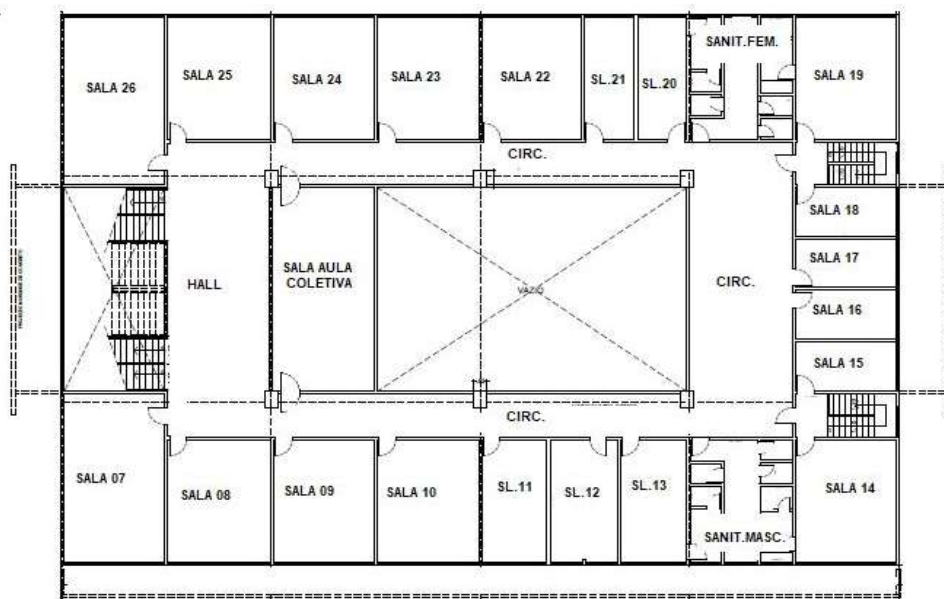 SANIT.FEM.
SALA 26
SALA 25
SALA 24
SALA 23
SALA 22
SL.21
SL.20
SALA 19
CIRC.
SALA 18
SALA 17
SALA 16
SALA 15
HALL
SALA AULA
COLETIVA
VAZIO
CIRC.
CIRC.
SALA 07
SALA 08
SALA 09
SALA 10
SL.11
SL.12
SL.13
SANIT.MASC.
SALA 14